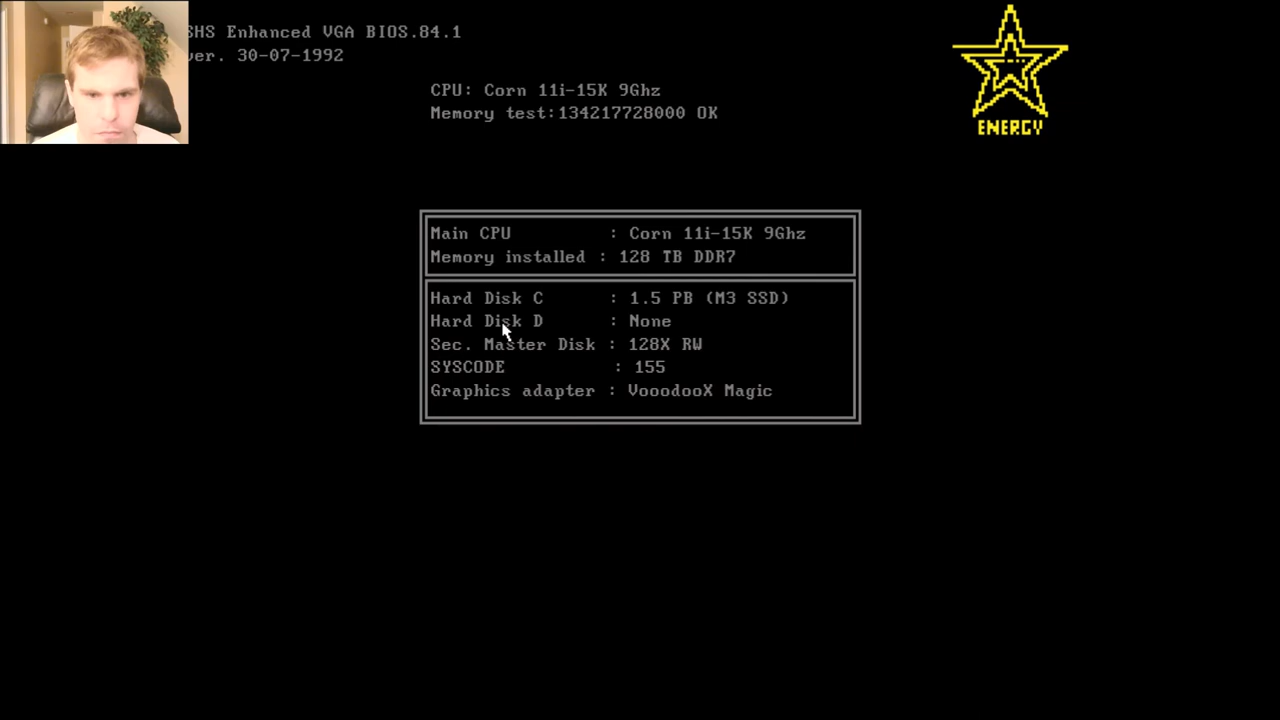 SHS Enhanced VGA BIOS.84.1
ver. 30-07-1992
CPU: Corn 11i-15K 9Ghz
Memory test:134217728000 OK
ENERGY
Main CPU : Corn 11i-15K 9Ghz
Memory installed : 128 TB DDR7
Hard Disk C : 1.5 PB (M3 SSD)
Hard Disk D : None
Sec. Master Disk : 128X RW
SYSCODE : 155
Graphics adapter : VooodooX Magic